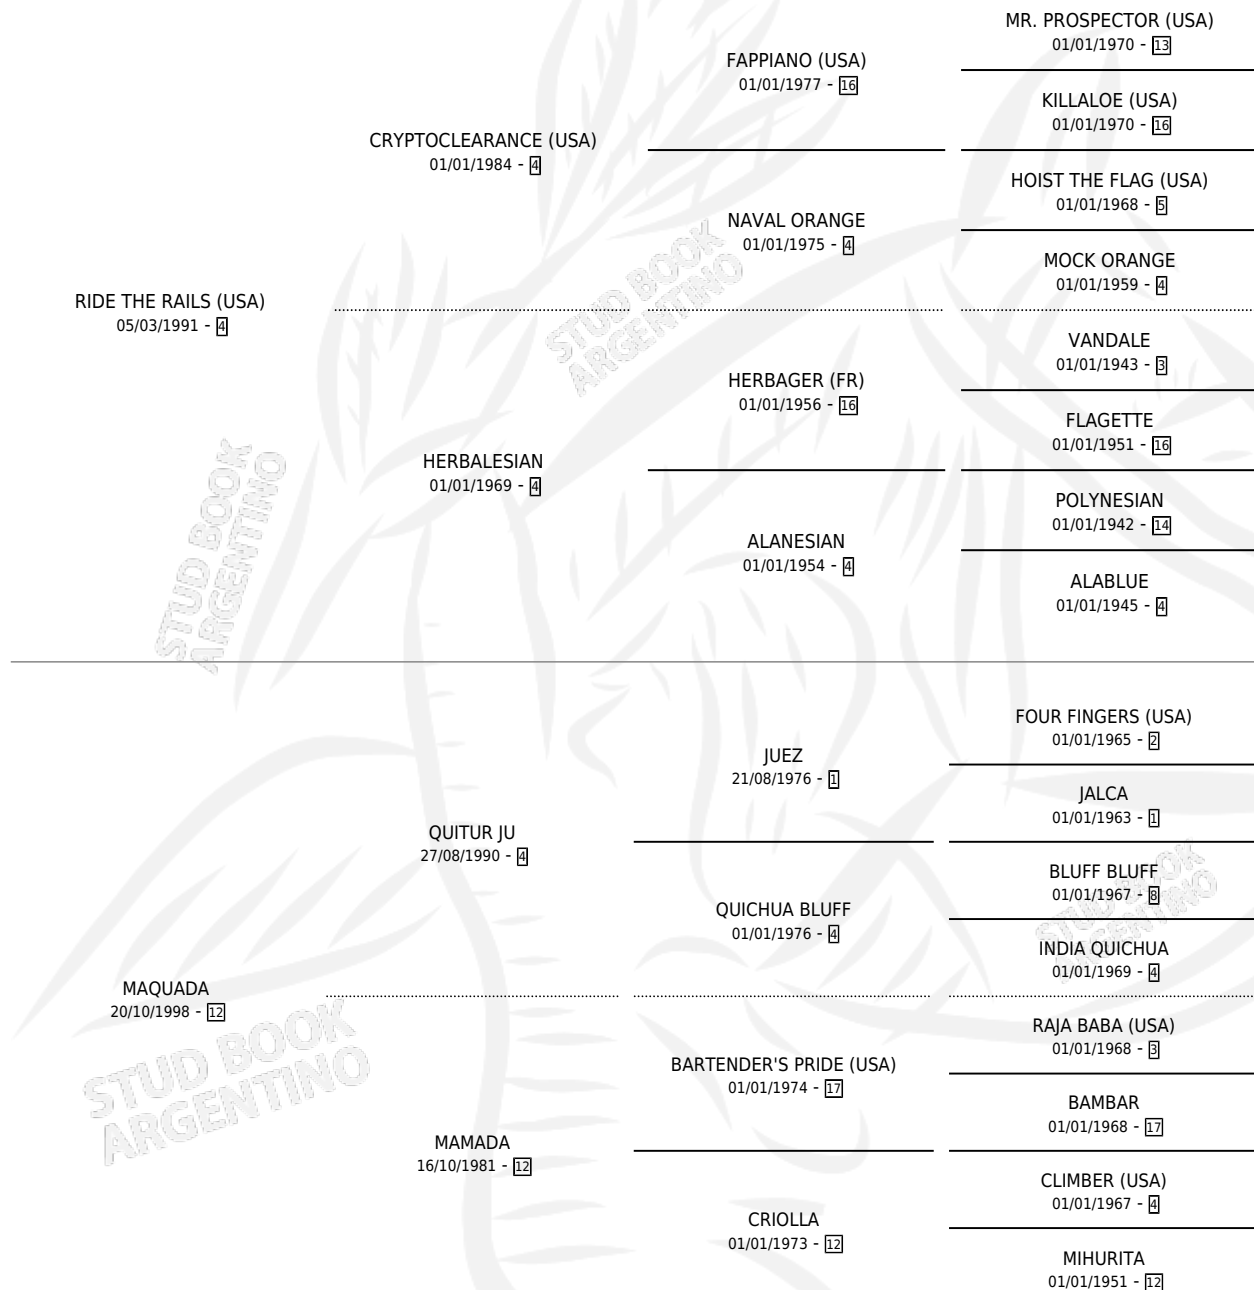 MR. PROSPECTOR (USA)
01/01/1970 - 13
FAPPIANO (USA)
01/01/1977 - 16
KILLALOE (USA)
01/01/1970 - 16
CRYPTOCLEARANCE (USA)
01/01/1984 - 4
HOIST THE FLAG (USA)
01/01/1968 - 5
NAVAL ORANGE
01/01/1975 - 4
MOCK ORANGE
01/01/1959 - 4
RIDE THE RAILS (USA)
05/03/1991 - 4
VANDALE
01/01/1943 - 3
HERBAGER (FR)
01/01/1956 - 16
FLAGETTE
01/01/1951 - 16
HERBALESIAN
01/01/1969 - 4
POLYNESIAN
01/01/1942 - 14
ALANESIAN
01/01/1954 - 4
ALABLUE
01/01/1945 - 4
FOUR FINGERS (USA)
01/01/1965 - 2
JUEZ
21/08/1976 - 1
JALCA
01/01/1963 - 1
QUITUR JU
27/08/1990 - 4
BLUFF BLUFF
01/01/1967 - 8
QUICHUA BLUFF
01/01/1976 - 4
INDIA QUICHUA
01/01/1969 - 4
MAQUADA
20/10/1998 - 12
RAJA BABA (USA)
01/01/1968 - 3
BARTENDER'S PRIDE (USA)
01/01/1974 - 17
BAMBAR
01/01/1968 - 17
MAMADA
16/10/1981 - 12
CLIMBER (USA)
01/01/1967 - 4
CRIOLLA
01/01/1973 - 12
MIHURITA
01/01/1951 - 12
STUD BOOK
ARGENTINO
STUD BOOK
ARGENTINO
STUD BOOK
ARGENTINO
STUD BOOK
ARGENTINO